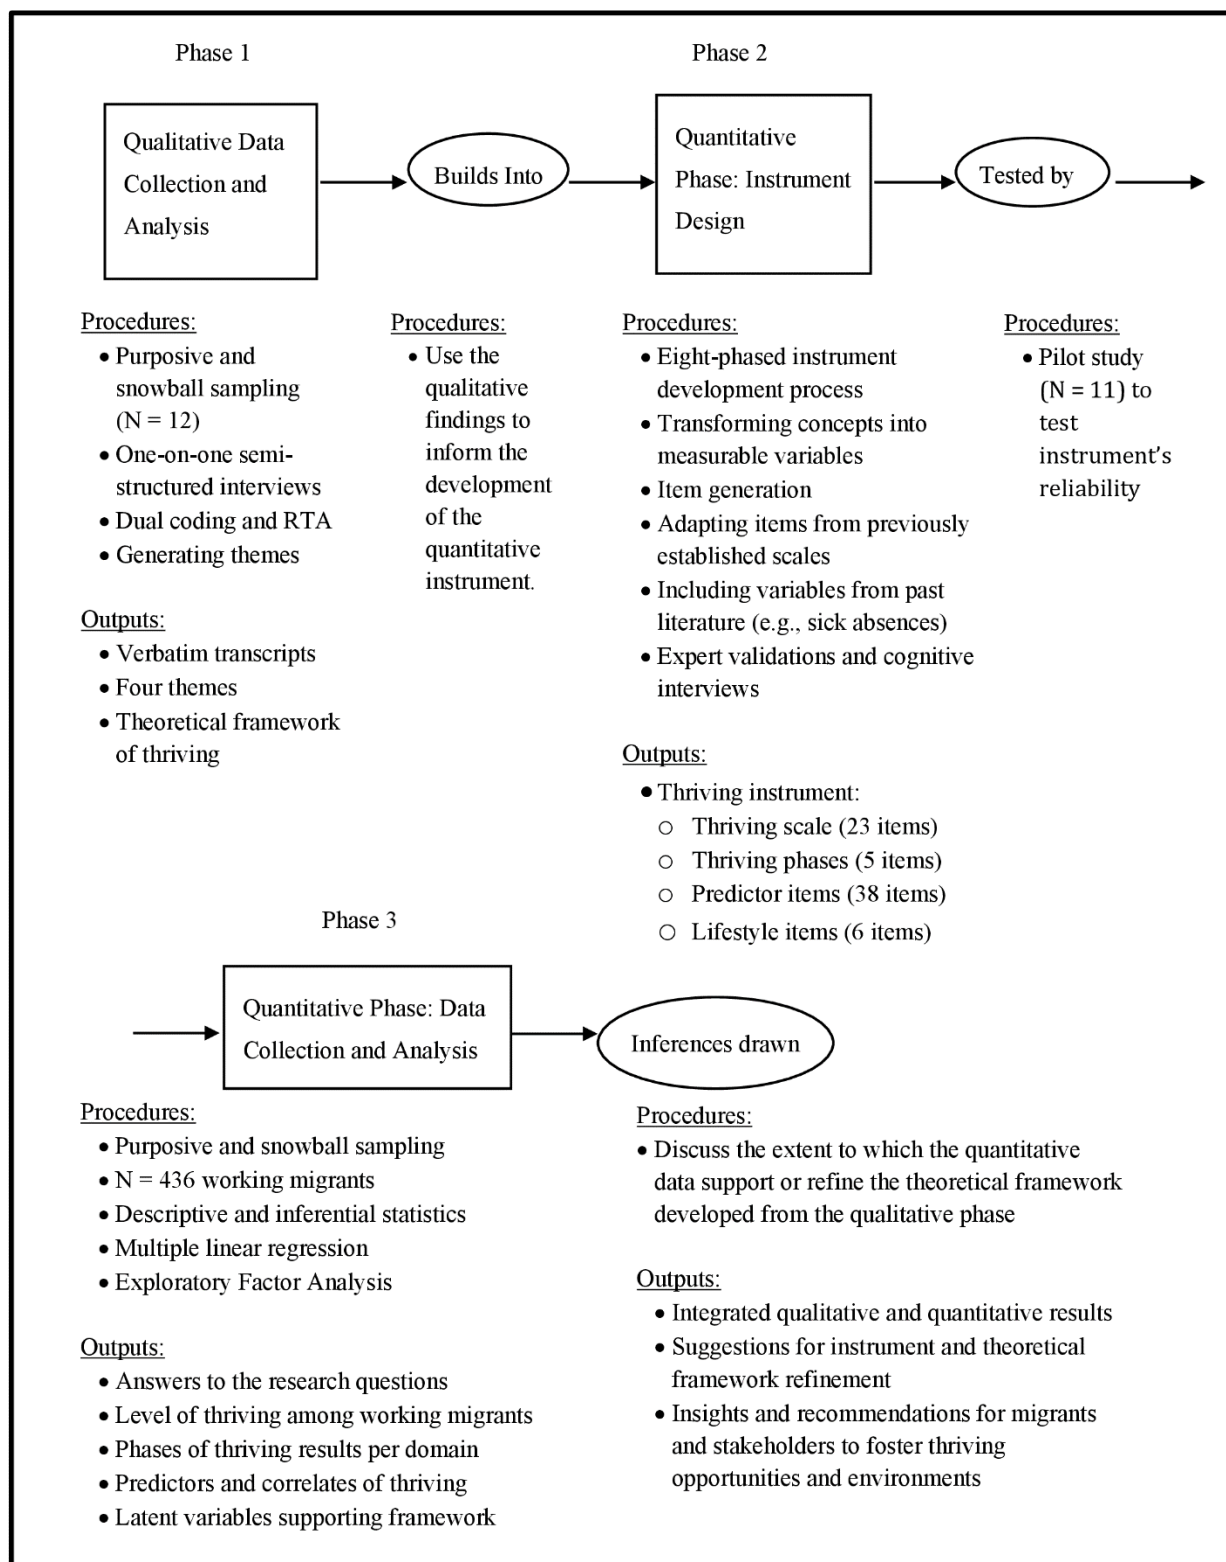 Phase 1
Phase 2
Qualitative Data
Collection and
Analysis
Builds Into
Quantitative
Phase: Instrument
Design
Tested by
Procedures:
• Purposive and
snowball sampling
(N = 12)
• One-on-one semi-
structured interviews
• Dual coding and RTA
• Generating themes
Outputs:
• Verbatim transcripts
• Four themes
• Theoretical framework
of thriving
Procedures:
• Use the
qualitative
findings to
inform the
development
of the
quantitative
instrument.
Procedures:
• Eight-phased instrument
development process
• Transforming concepts into
measurable variables
• Item generation
• Adapting items from previously
established scales
• Including variables from past
literature (e.g., sick absences)
• Expert validations and cognitive
interviews
Outputs:
• Thriving instrument:
○ Thriving scale (23 items)
○ Thriving phases (5 items)
○ Predictor items (38 items)
○ Lifestyle items (6 items)
Procedures:
• Pilot study
(N = 11) to
test
instrument's
reliability
Phase 3
Quantitative Phase: Data
Collection and Analysis
Inferences drawn
Procedures:
• Purposive and snowball sampling
• N = 436 working migrants
• Descriptive and inferential statistics
• Multiple linear regression
• Exploratory Factor Analysis
Outputs:
• Answers to the research questions
• Level of thriving among working migrants
• Phases of thriving results per domain
• Predictors and correlates of thriving
• Latent variables supporting framework
Procedures:
• Discuss the extent to which the quantitative
data support or refine the theoretical framework
developed from the qualitative phase
Outputs:
• Integrated qualitative and quantitative results
• Suggestions for instrument and theoretical
framework refinement
• Insights and recommendations for migrants
and stakeholders to foster thriving
opportunities and environments